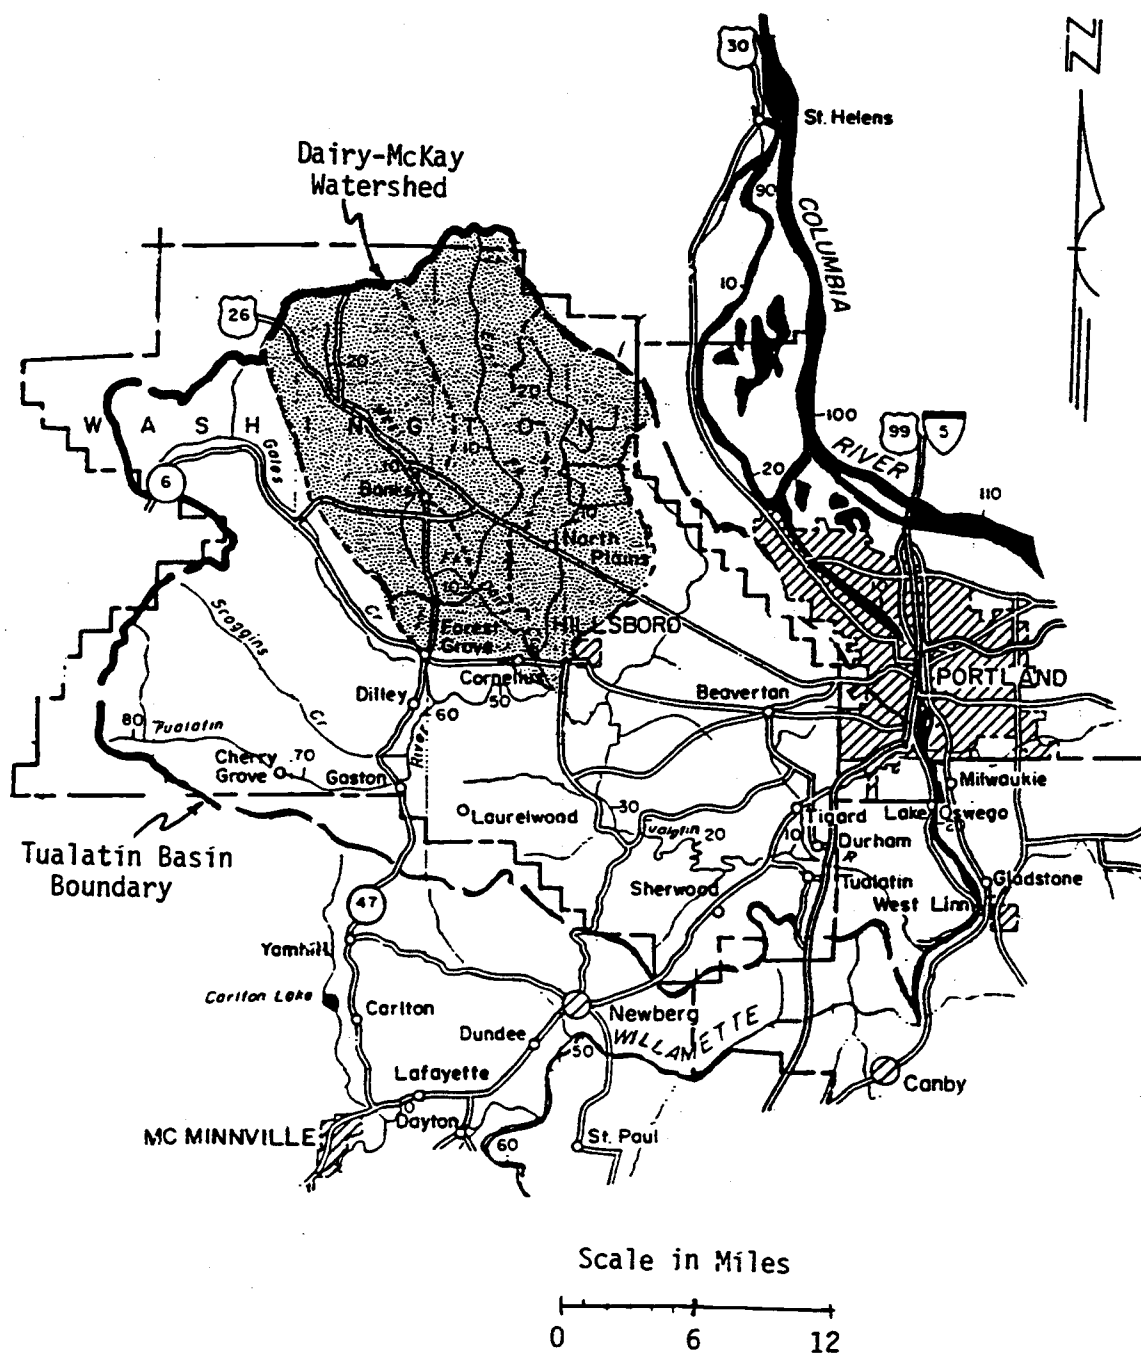 30
St. Helens
Dairy-McKay
Watershed
90
COLUMBIA
10
26
20
20
W A S H I N G T O N
100
99
5
RIVER
Gales
10
6
30
Banks
20
110
10
North
Plains
10
Scoggins
Cr
Forest
Grove
HILLSBORO
Cornelius
PORTLAND
Dilley
50
60
Beaverton
80
Tualatin
Cr
River
Cherry
Grove
70
Gaston
Milwaukie
Laurelwood
30
Tigard
Lake Oswego
Tualatin
20
10
Durham
R
Tualatin Basin
Boundary
Sherwood
Tualatin
Gladstone
West Linn
47
Yamhill
Carlton Lake
Carlton
Newberg
WILLAMETTE
Dundee
50
Lafayette
Canby
Dayton
MC MINNVILLE
60
St. Paul
Scale in Miles
0 6 12